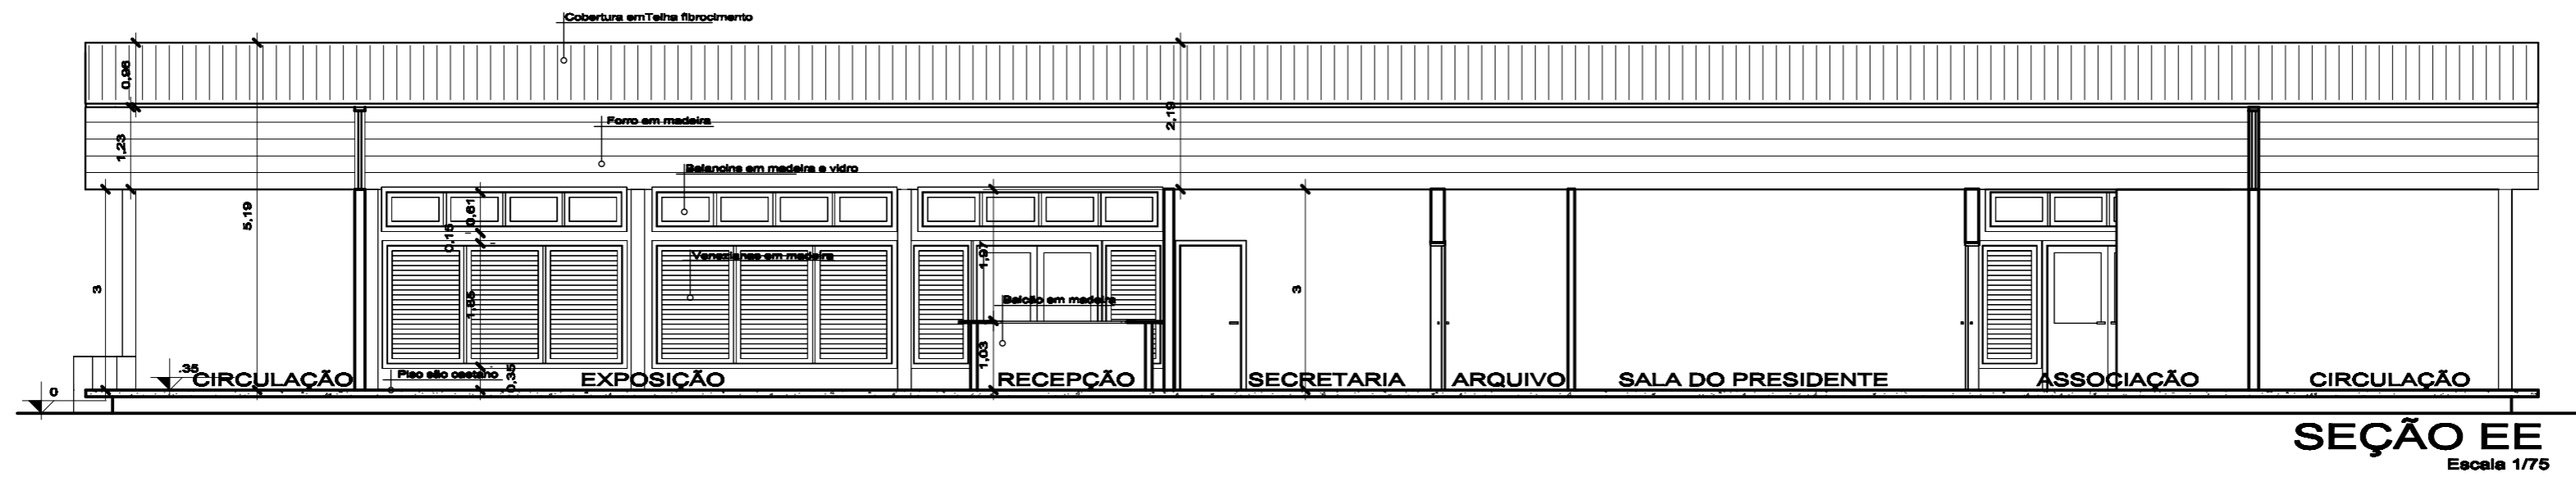 Cobertura emTelha fibrocimento
0,96
2,19
Forro em madeira
1,23
Balancins em madeira e vidro
5,19
0,61
0,15
1,97
Venezianas em madeira
3
3
1,85
Balcão em madeira
1,03
.35
Piso são caetano
0,35
CIRCULAÇÃO
EXPOSIÇÃO
RECEPÇÃO
SECRETARIA
ARQUIVO
SALA DO PRESIDENTE
ASSOCIAÇÃO
CIRCULAÇÃO
0
SEÇÃO EE
Escala 1/75